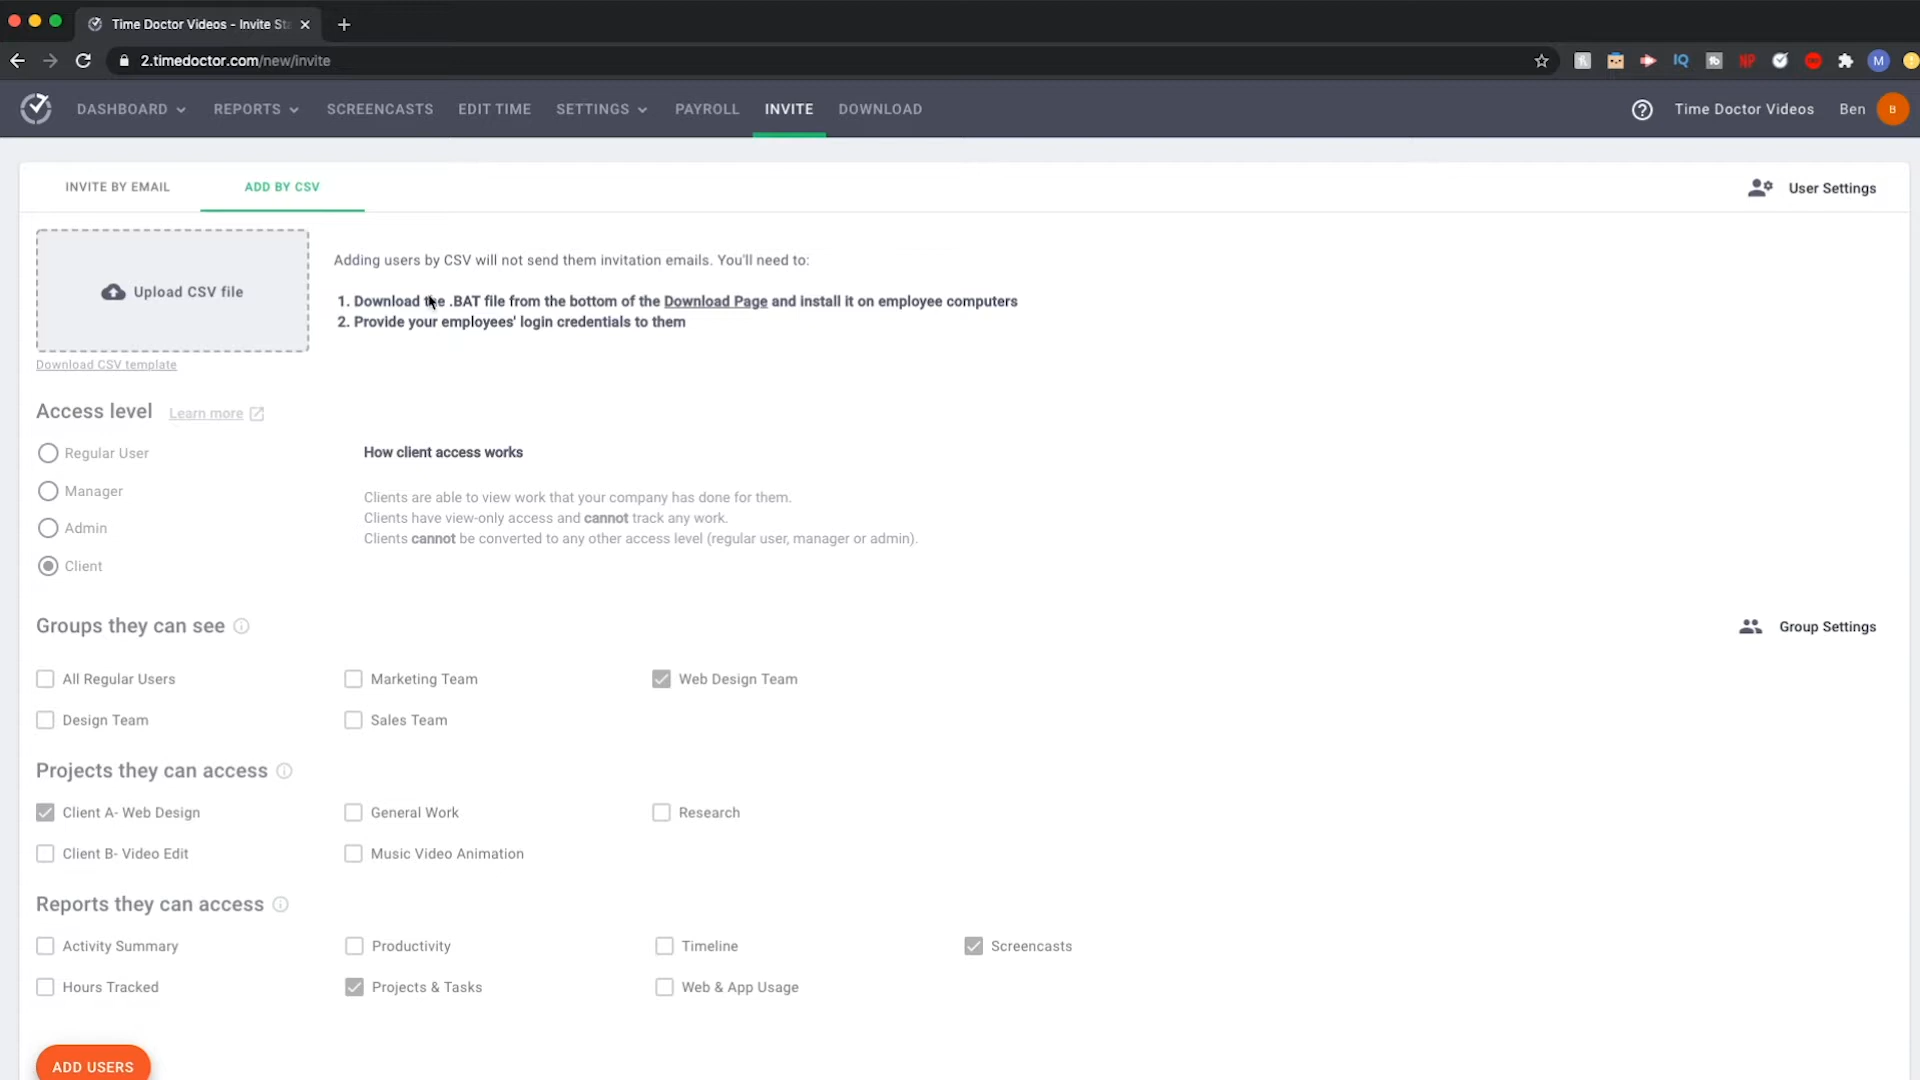 Time Doctor Videos - Invite St
2.timedoctor.com/new/invite
IQ
NP
M
DASHBOARD
REPORTS
SCREENCASTS
EDIT TIME
SETTINGS
PAYROLL
INVITE
DOWNLOAD
Time Doctor Videos
Ben
B
INVITE BY EMAIL
ADD BY CSV
User Settings
Upload CSV file
Download CSV template
Adding users by CSV will not send them invitation emails. You'll need to:
1. Download the .BAT file from the bottom of the Download Page and install it on employee computers
2. Provide your employees' login credentials to them
Access level
Learn more
Regular User
Manager
Admin
Client
How client access works
Clients are able to view work that your company has done for them.
Clients have view-only access and cannot track any work.
Clients cannot be converted to any other access level (regular user, manager or admin).
Groups they can see
Group Settings
All Regular Users
Marketing Team
Web Design Team
Design Team
Sales Team
Projects they can access
Client A- Web Design
General Work
Research
Client B- Video Edit
Music Video Animation
Reports they can access
Activity Summary
Productivity
Timeline
Screencasts
Hours Tracked
Projects & Tasks
Web & App Usage
ADD USERS